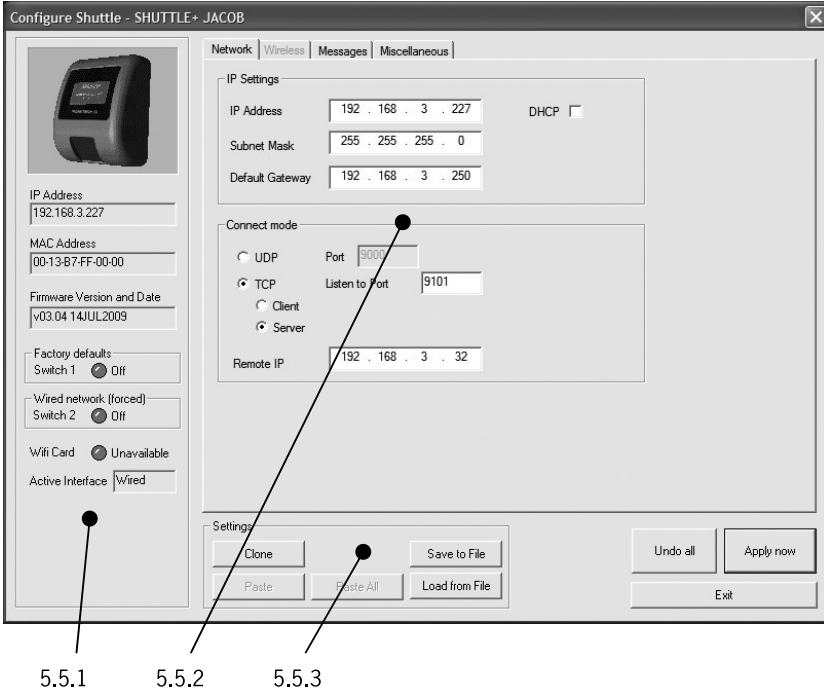 Configure Shuttle - SHUTTLE+ JACOB
IP Address
192.168.3.227
MAC Address
00-13-B7-FF-00-00
Firmware Version and Date
v03.04 14JUL2009
Factory defaults
Switch 1 Off
Wired network (forced)
Switch 2 Off
Wifi Card Unavailable
Active Interface Wired
Network Wireless Messages Miscellaneous
IP Settings
IP Address 192 . 168 . 3 . 227 DHCP
Subnet Mask 255 . 255 . 255 . 0
Default Gateway 192 . 168 . 3 . 250
Connect mode
UDP Port 9000
TCP Listen to Port 9101
Client
Server
Remote IP 192 . 168 . 3 . 32
Settings
Clone Save to File
Paste Paste All Load from File
Undo all Apply now
Exit
5.5.1 5.5.2 5.5.3